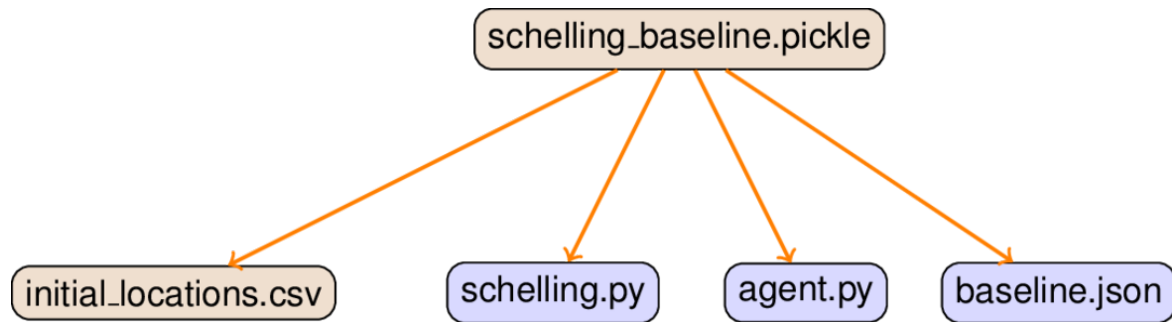 schelling_baseline.pickle
initial_locations.csv
schelling.py
agent.py
baseline.json